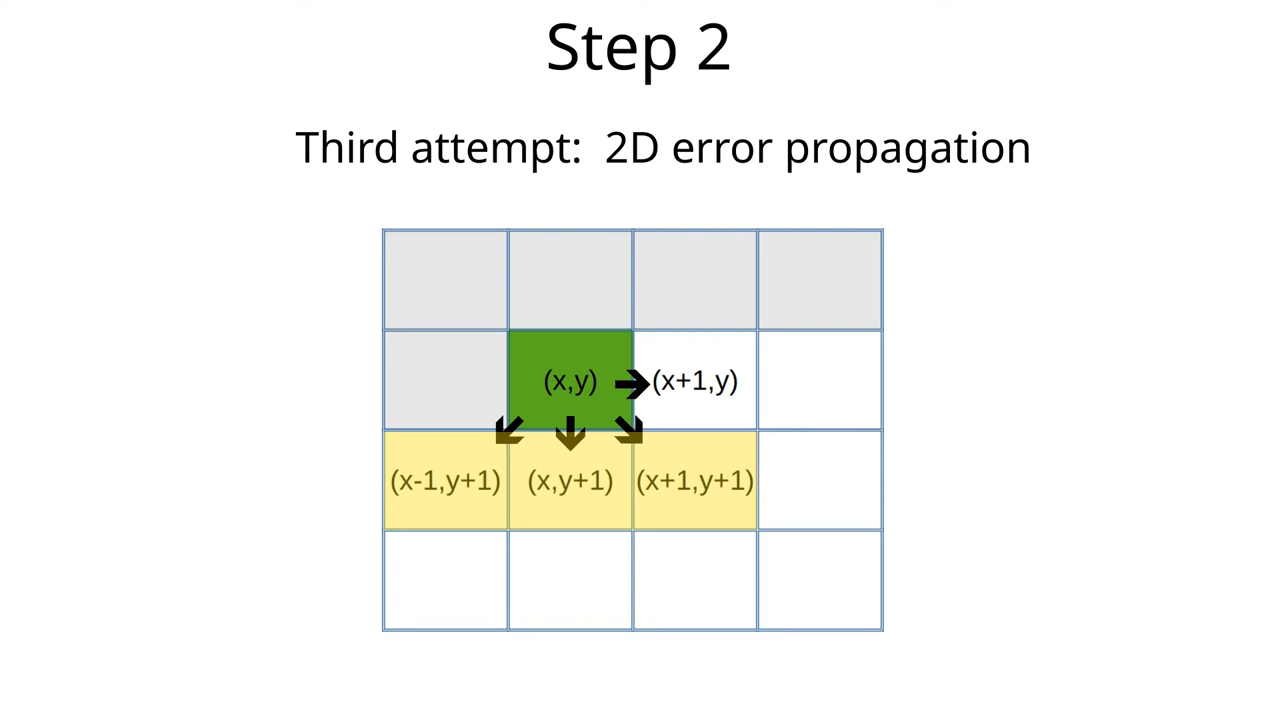 Step 2
Third attempt: 2D error propagation
(x,y)
(x+1,y)
(x-1,y+1)
(x,y+1)
(x+1,y+1)